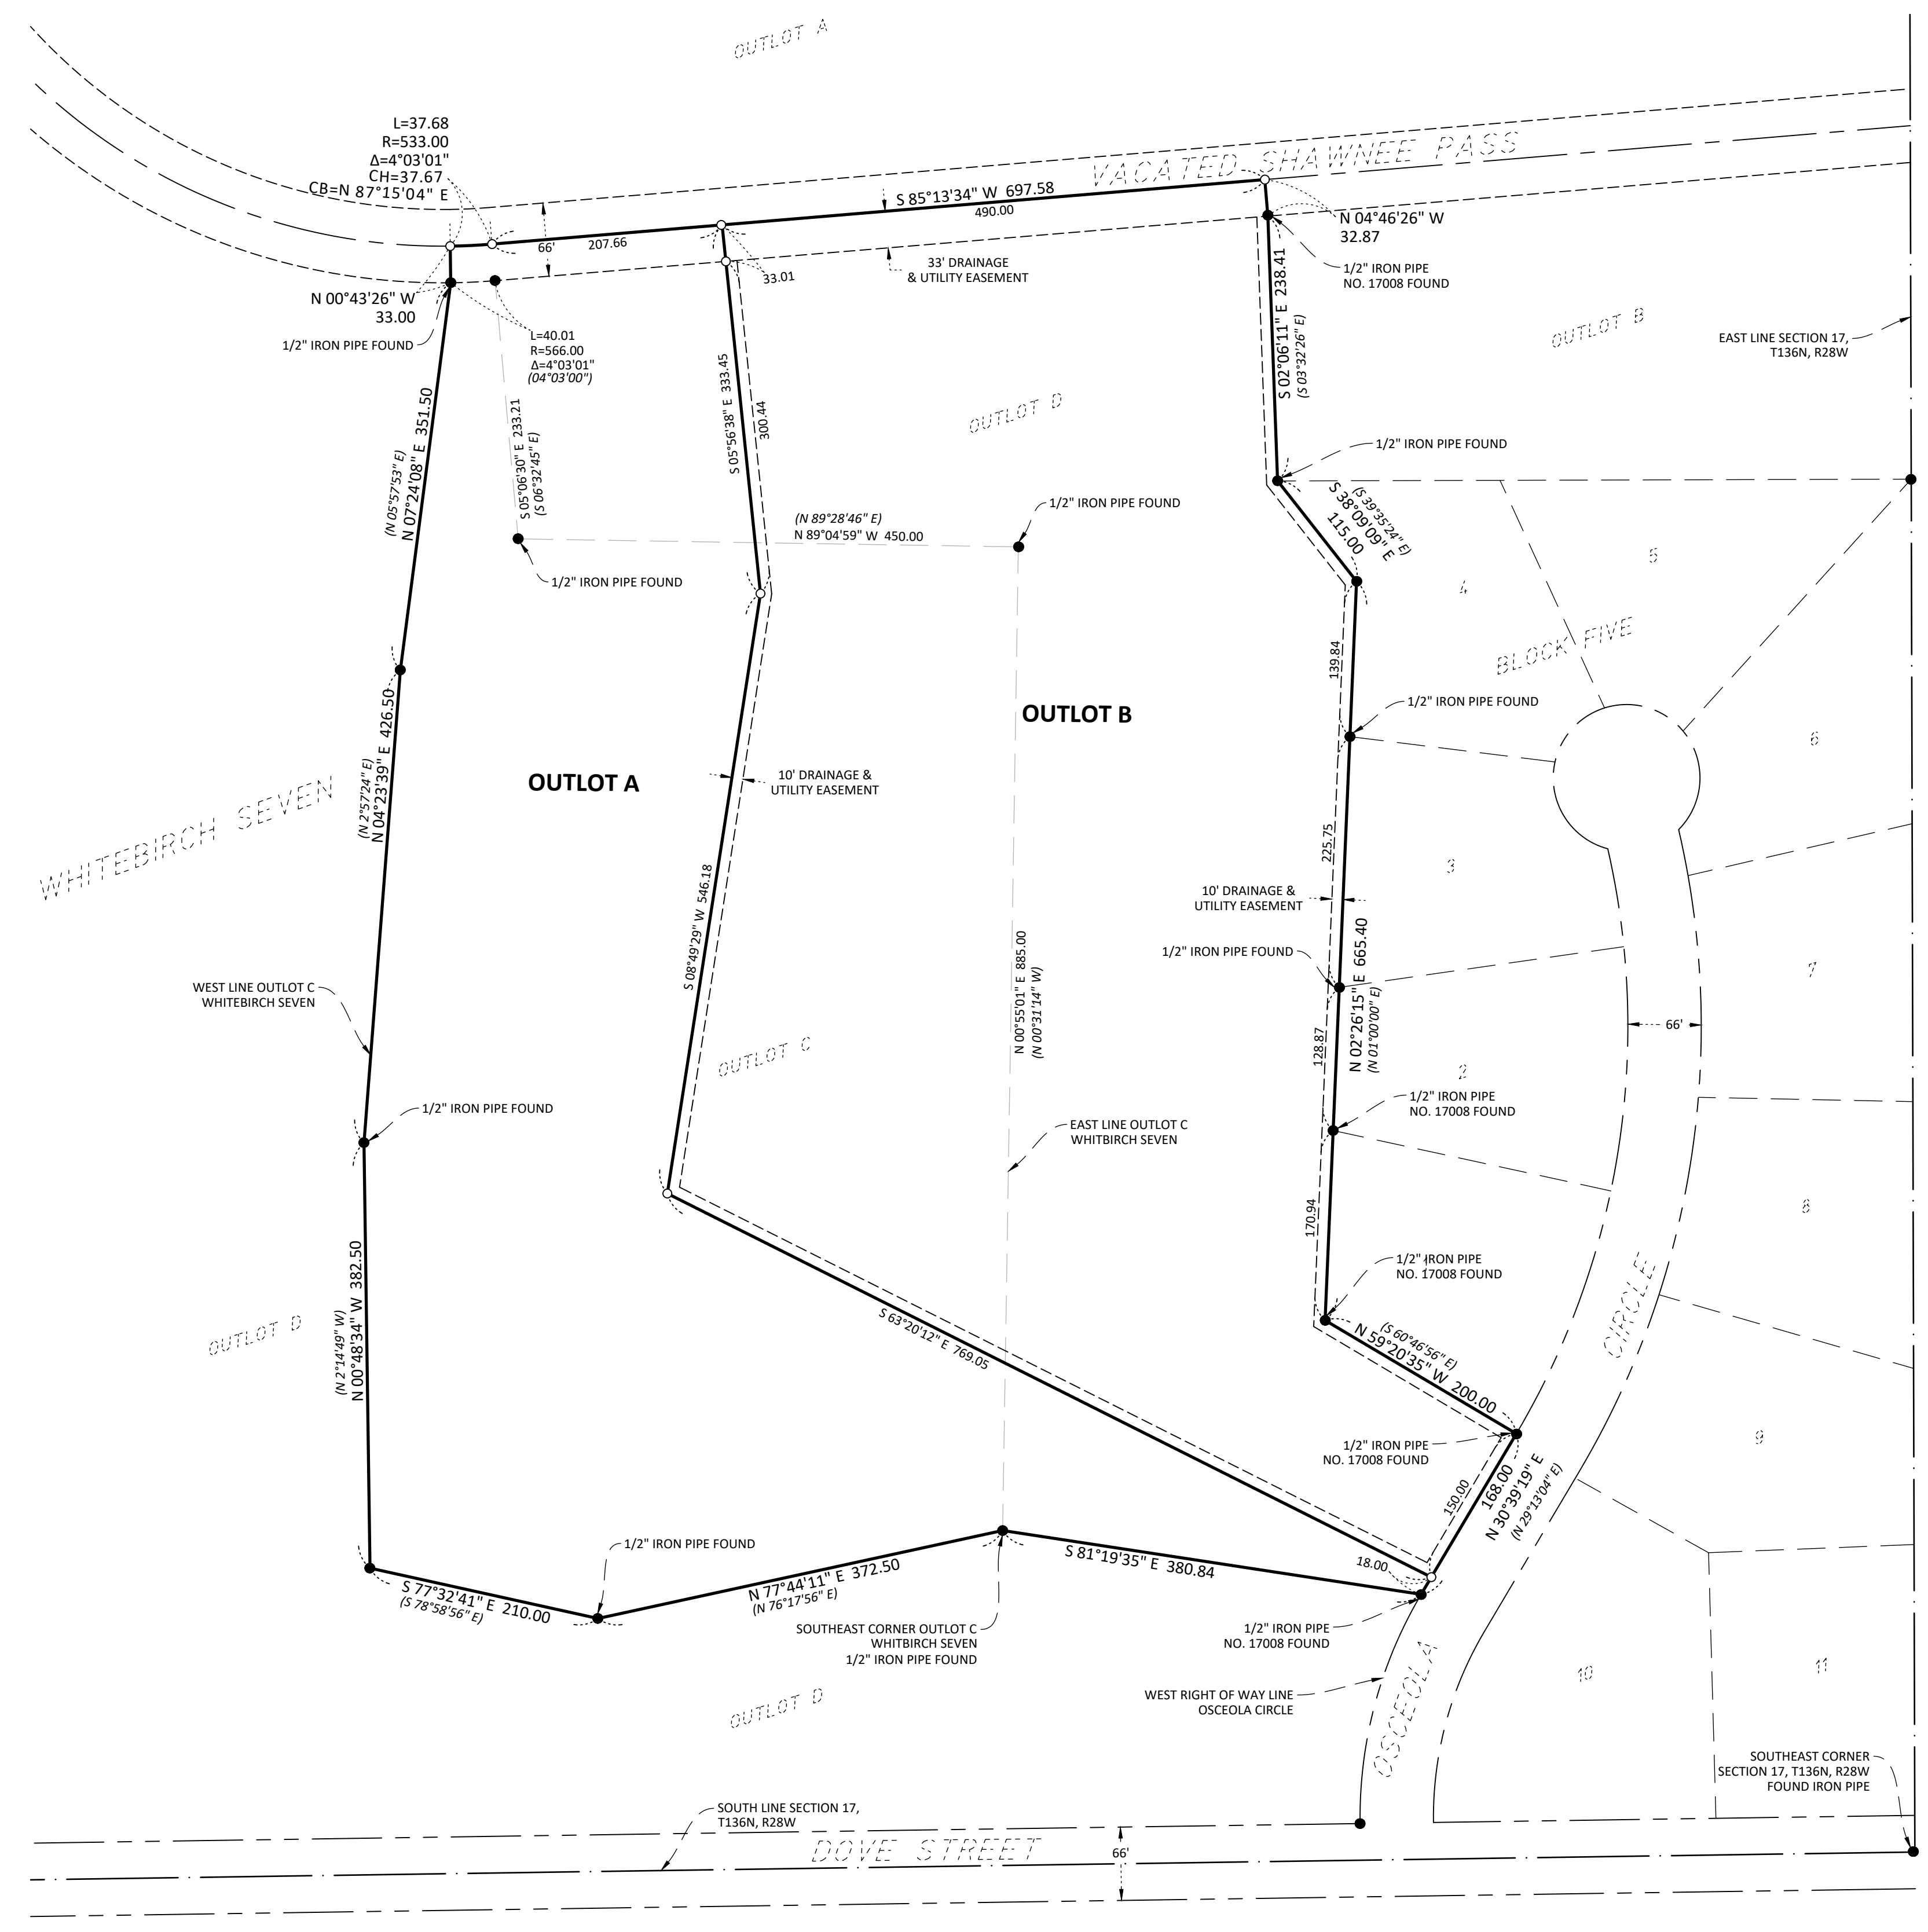 OUTLOT A
L=37.68
R=533.00
Δ=4°03'01"
CH=37.67
CB=N 87°15'04" E
VACATED SHAWNEE PASS
S 85°13'34" W 697.58
490.00
207.66
66'
33.01
33' DRAINAGE
& UTILITY EASEMENT
N 04°46'26" W
32.87
1/2" IRON PIPE
NO. 17008 FOUND
N 00°43'26" W
33.00
1/2" IRON PIPE FOUND
L=40.01
R=566.00
Δ=4°03'01"
(04°03'00")
OUTLOT B
EAST LINE SECTION 17,
T136N, R28W
S 02°06'11" E 238.41
(S 03°32'26" E)
(N 05°57'53" E)
N 07°24'08" E 351.50
S 05°06'30" E 233.21
(S 06°32'45" E)
S 05°56'38" E 333.45
300.44
OUTLOT D
1/2" IRON PIPE FOUND
(S 39°35'24" E)
S 38°09'09" E
115.00
1/2" IRON PIPE FOUND
(N 89°28'46" E)
N 89°04'59" W 450.00
1/2" IRON PIPE FOUND
4
5
BLOCK FIVE
139.84
1/2" IRON PIPE FOUND
6
OUTLOT B
OUTLOT A
(N 2°57'24" E)
N 04°23'39" E 426.50
10' DRAINAGE &
UTILITY EASEMENT
WHITEBIRCH SEVEN
225.75
3
10' DRAINAGE &
UTILITY EASEMENT
S 08°49'29" W 546.18
1/2" IRON PIPE FOUND
N 02°26'15" E 665.40
(N 01°00'00" E)
7
WEST LINE OUTLOT C
WHITEBIRCH SEVEN
N 00°55'01" E 885.00
(N 00°31'14" W)
66'
128.87
2
OUTLOT C
1/2" IRON PIPE FOUND
1/2" IRON PIPE
NO. 17008 FOUND
EAST LINE OUTLOT C
WHITBIRCH SEVEN
170.94
8
1/2" IRON PIPE
NO. 17008 FOUND
CIRCLE
OUTLOT D
(N 2°14'49" W)
N 00°48'34" W 382.50
S 63°20'12" E 769.05
(S 60°46'56" E)
N 59°20'35" W 200.00
9
1/2" IRON PIPE
NO. 17008 FOUND
150.00
168.00
N 30°39'19" E
(N 29°13'04" E)
1/2" IRON PIPE FOUND
S 77°32'41" E 210.00
(S 78°58'56" E)
N 77°44'11" E 372.50
(N 76°17'56" E)
S 81°19'35" E 380.84
18.00
SOUTHEAST CORNER OUTLOT C
WHITBIRCH SEVEN
1/2" IRON PIPE FOUND
1/2" IRON PIPE
NO. 17008 FOUND
OUTLOT D
WEST RIGHT OF WAY LINE
OSCEOLA CIRCLE
OSCEOLA
10
11
SOUTHEAST CORNER
SECTION 17, T136N, R28W
FOUND IRON PIPE
SOUTH LINE SECTION 17,
T136N, R28W
DOVE STREET
66'